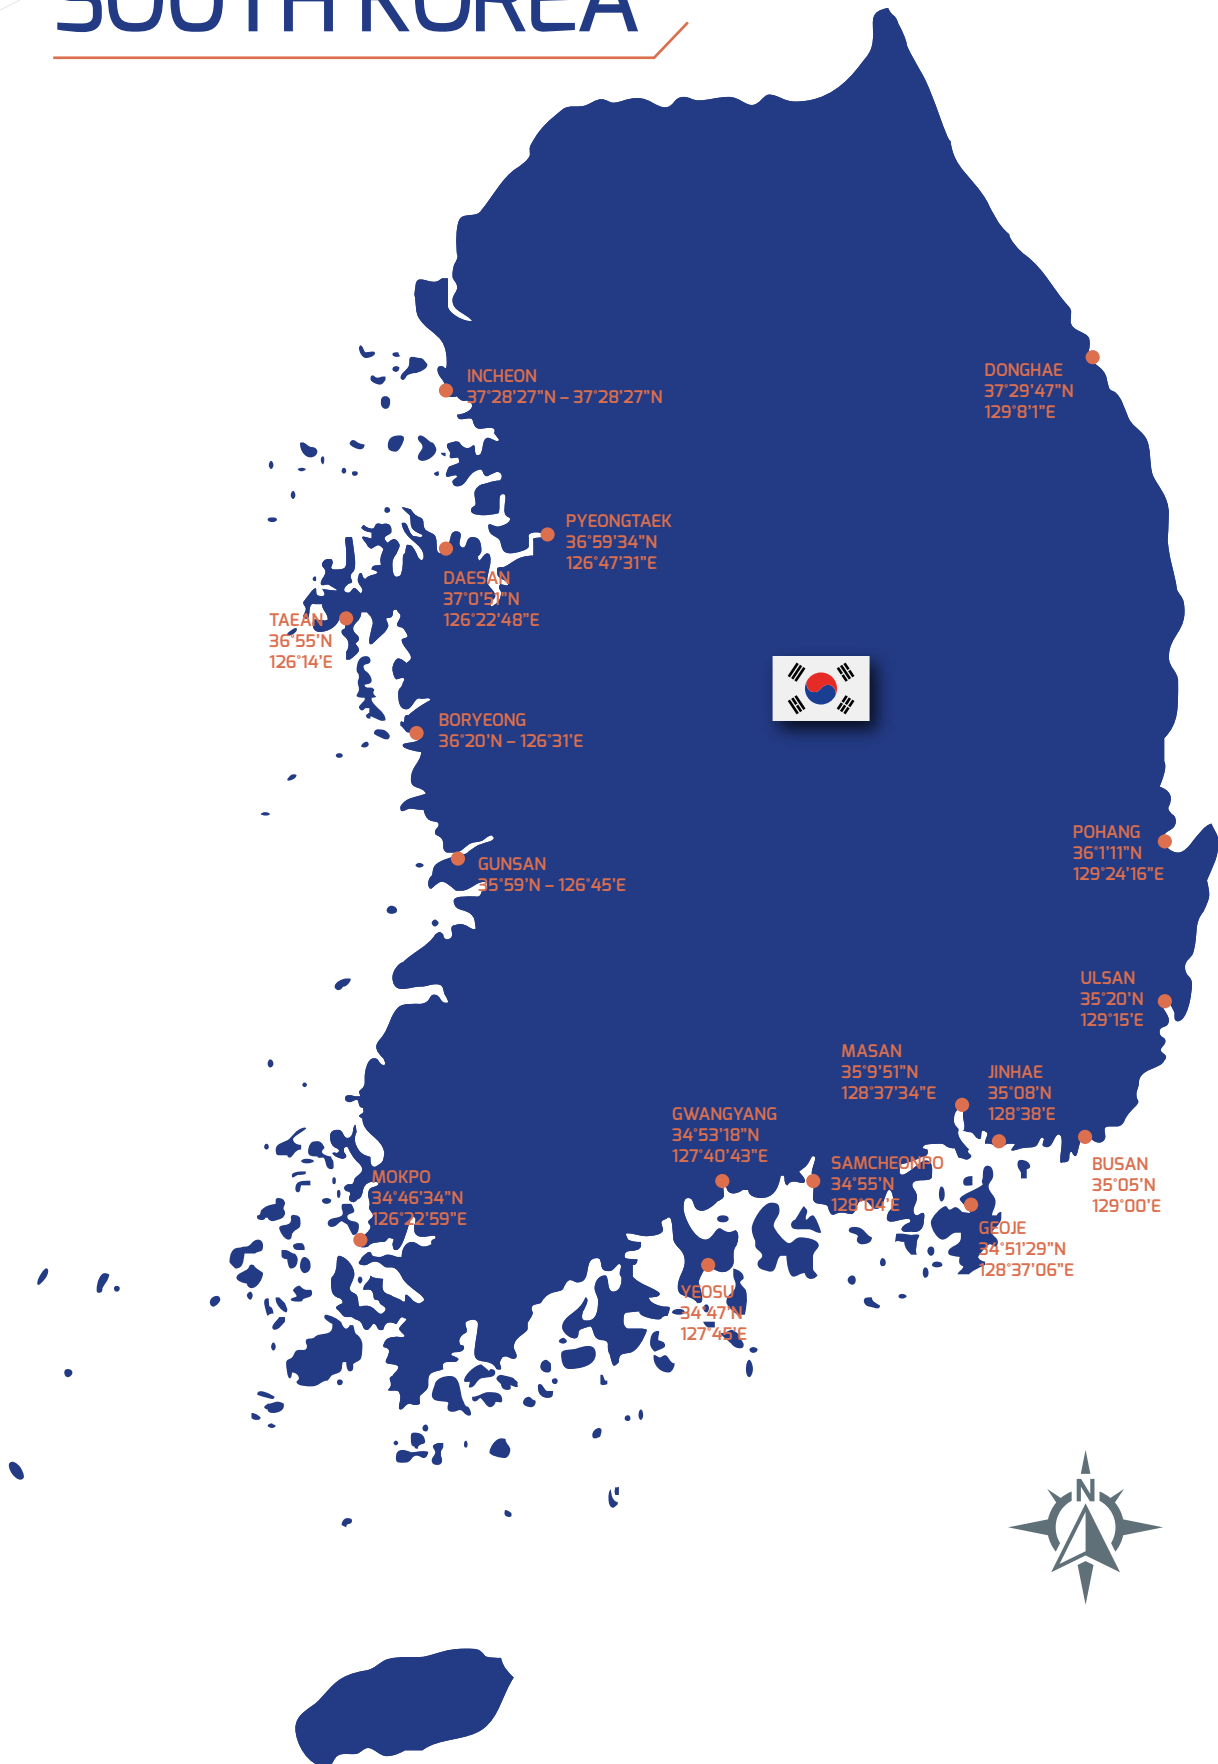 SOUTH KOREA
INCHEON
37°28'27"N – 37°28'27"N
DONGHAE
37°29'47"N
129°8'1"E
PYEONGTAEK
36°59'34"N
126°47'31"E
DAESAN
37°0'51"N
126°22'48"E
TAEAN
36°55'N
126°14'E
BORYEONG
36°20'N – 126°31'E
POHANG
36°1'11"N
129°24'16"E
GUNSAN
35°59'N – 126°45'E
ULSAN
35°20'N
129°15'E
MASAN
35°9'51"N
128°37'34"E
JINHAE
35°08'N
128°38'E
GWANGYANG
34°53'18"N
127°40'43"E
SAMCHEONPO
34°55'N
128°04'E
BUSAN
35°05'N
129°00'E
MOKPO
34°46'34"N
126°22'59"E
GEOJE
34°51'29"N
128°37'06"E
YEOSU
34°47'N
127°45'E
N